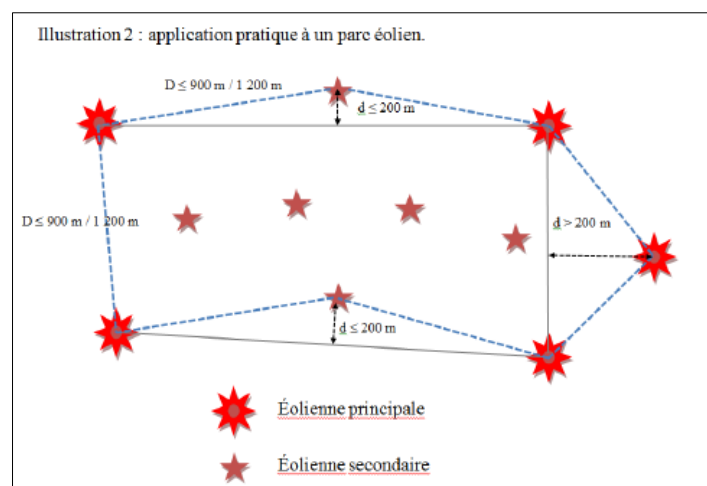 Illustration 2 : application pratique à un parc éolien.
D ≤ 900 m / 1 200 m
d ≤ 200 m
D ≤ 900 m / 1 200 m
d > 200 m
d ≤ 200 m
Éolienne principale
Éolienne secondaire